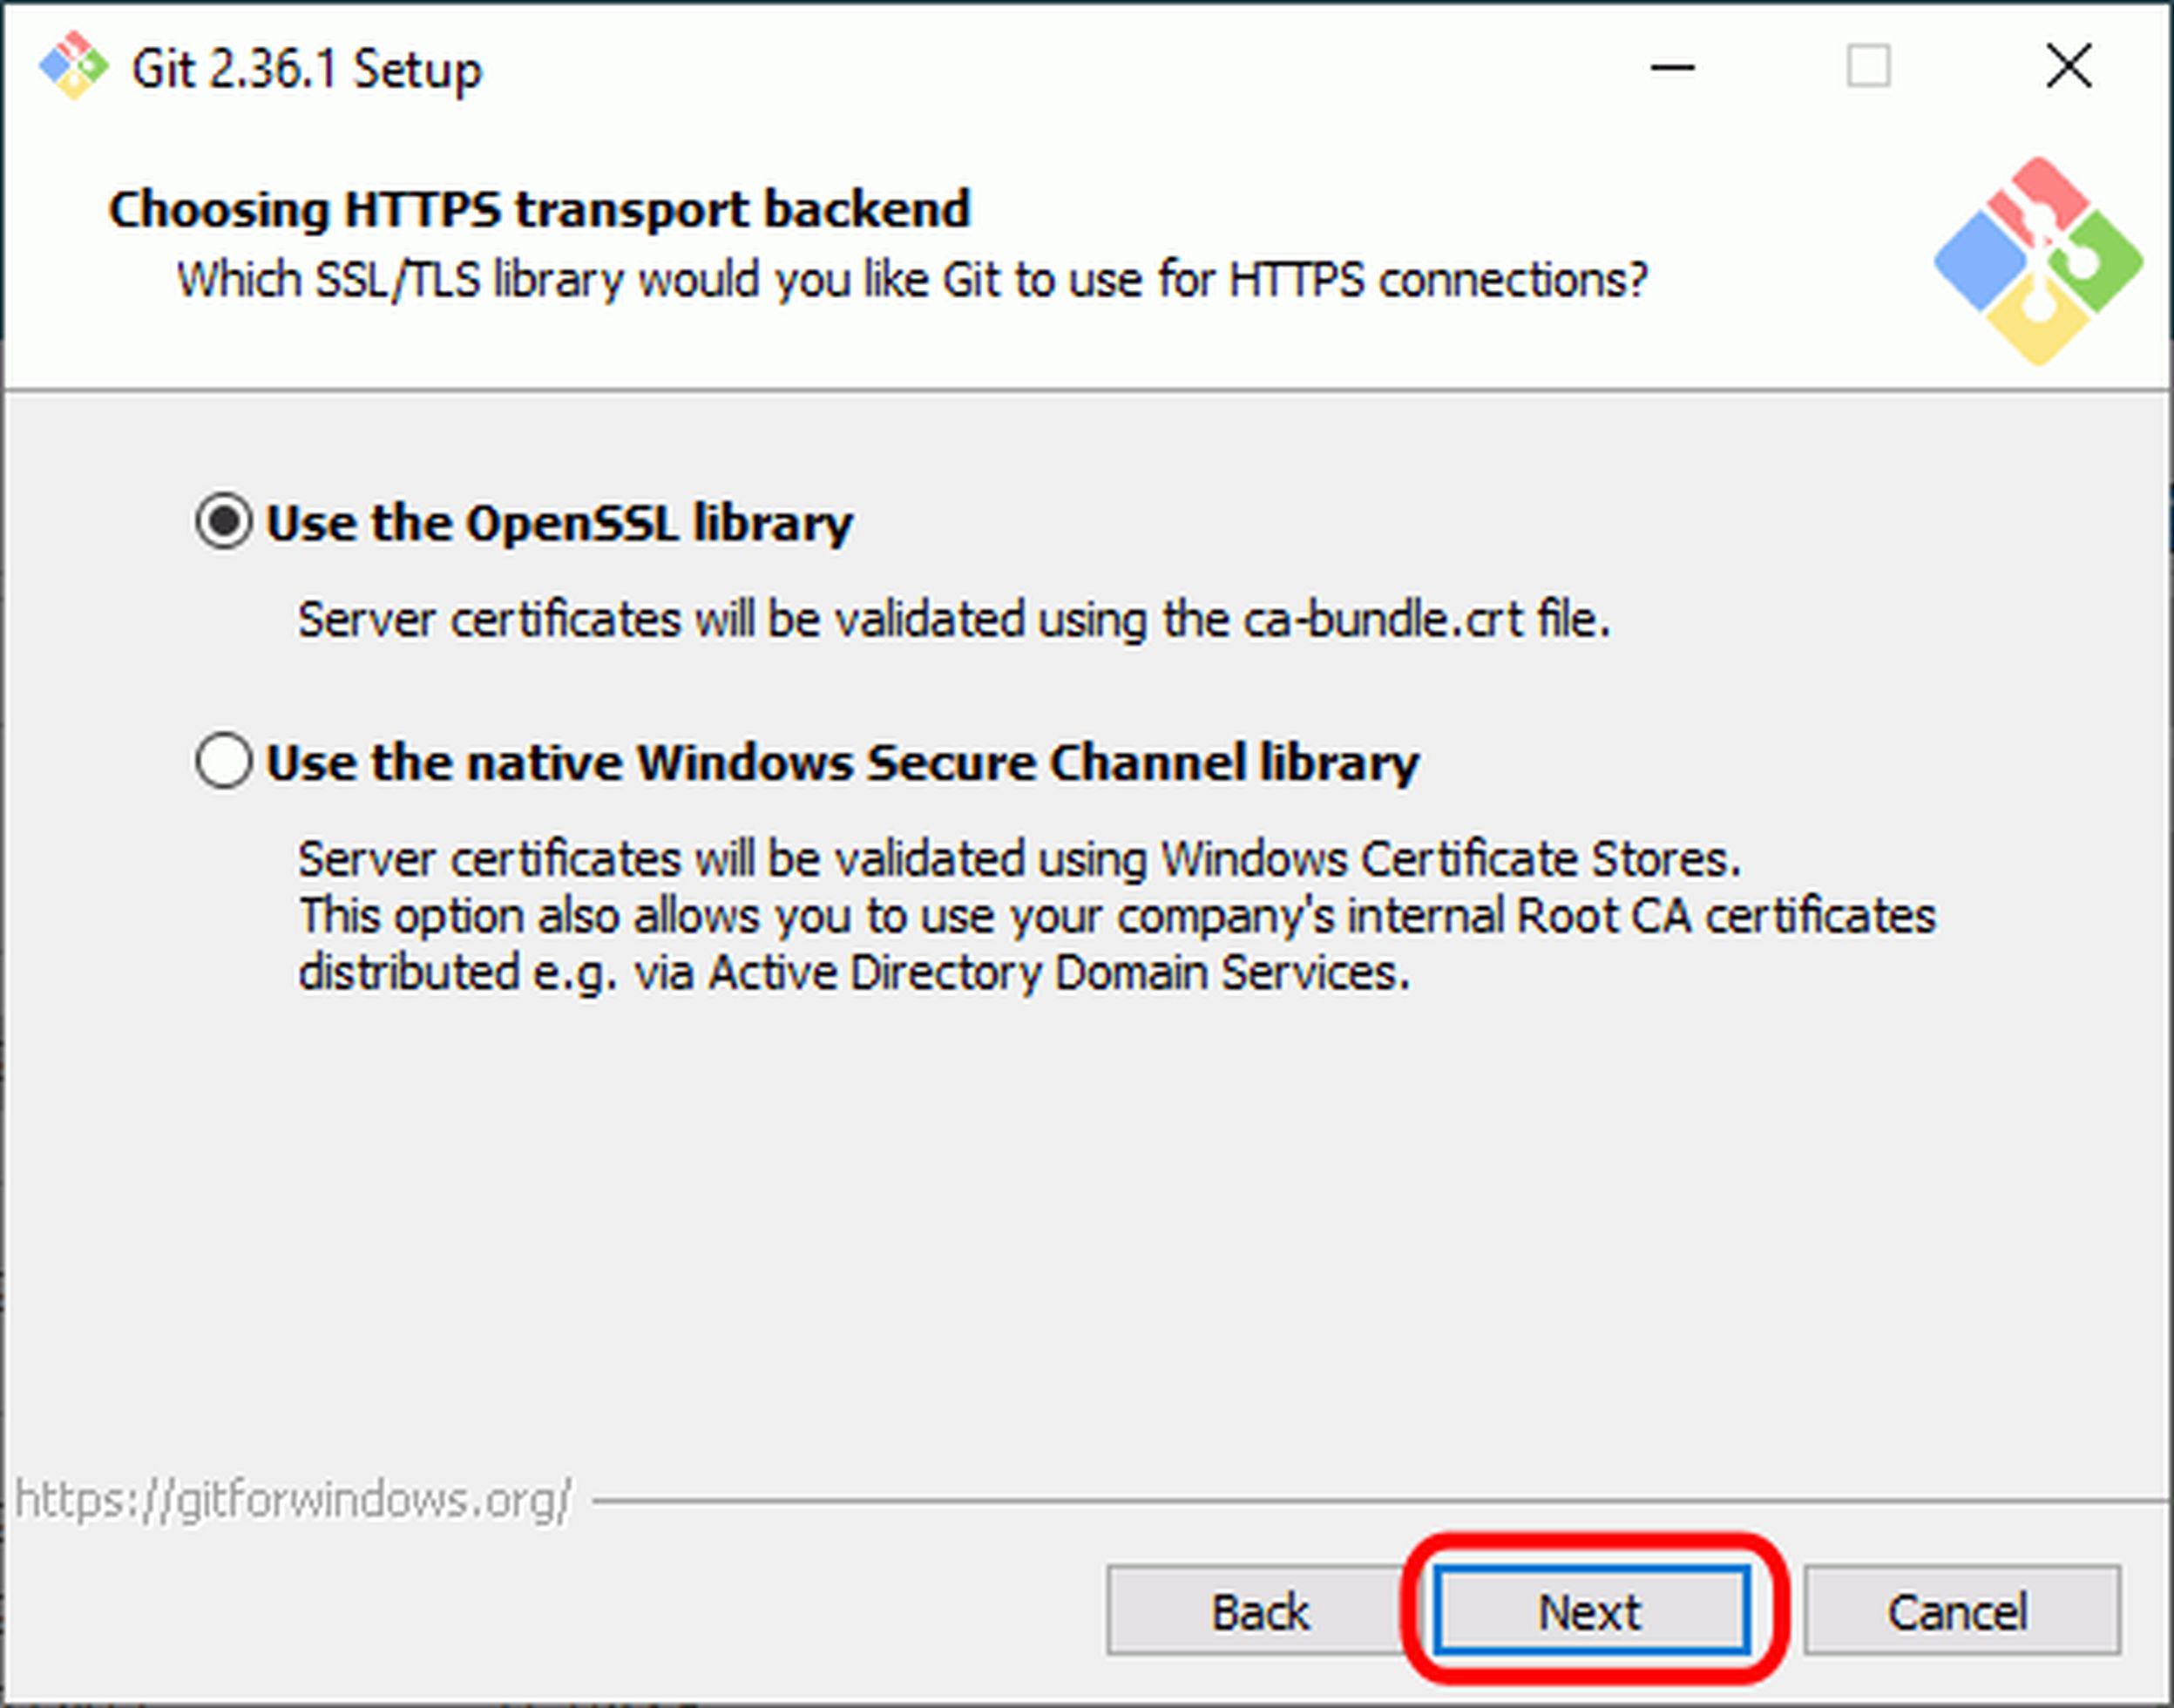 Git 2.36.1 Setup
Choosing HTTPS transport backend
Which SSL/TLS library would you like Git to use for HTTPS connections?
Use the OpenSSL library
Server certificates will be validated using the ca-bundle.crt file.
Use the native Windows Secure Channel library
Server certificates will be validated using Windows Certificate Stores.
This option also allows you to use your company's internal Root CA certificates
distributed e.g. via Active Directory Domain Services.
https://gitforwindows.org/
Back
Next
Cancel